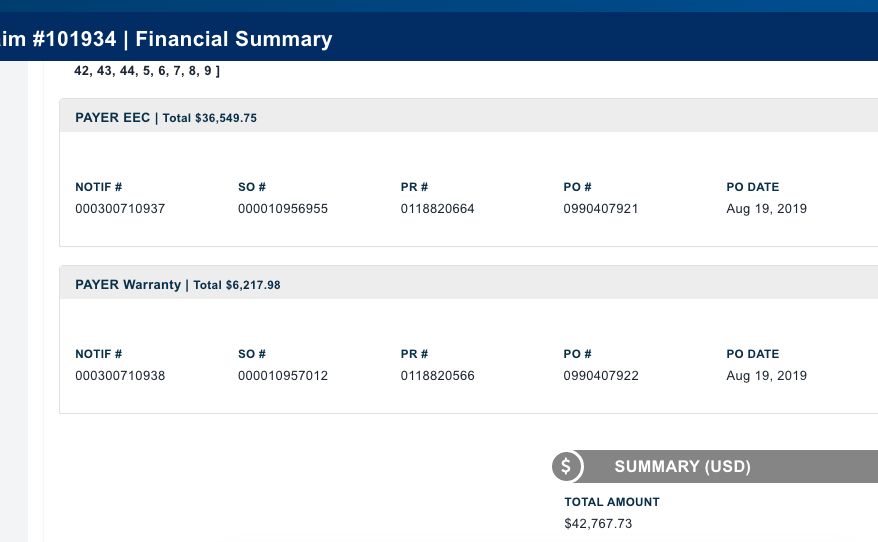 im #101934 | Financial Summary
42, 43, 44, 5, 6, 7, 8, 9 ]
PAYER EEC | Total $36,549.75
NOTIF # SO # PR # PO # PO DATE
000300710937 000010956955 0118820664 0990407921 Aug 19, 2019
PAYER Warranty | Total $6,217.98
NOTIF # SO # PR # PO # PO DATE
000300710938 000010957012 0118820566 0990407922 Aug 19, 2019
$ SUMMARY (USD)
TOTAL AMOUNT
$42,767.73